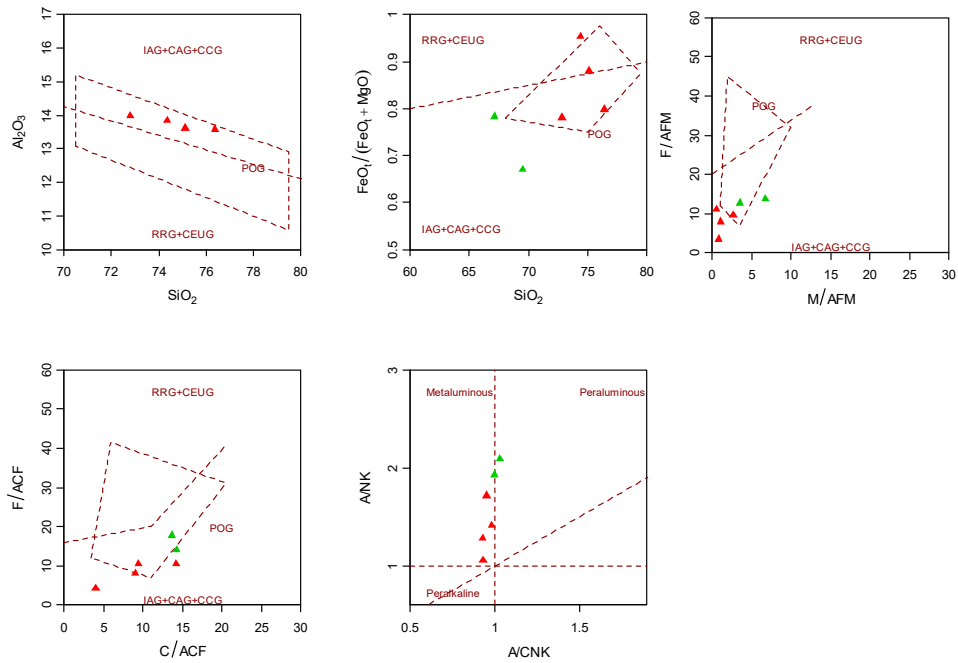 17
16
15
14
13
12
11
10
Al2O3
IAG+CAG+CCG
POG
RRG+CEUG
70
72
74
76
78
80
SiO2
1
0.9
0.8
0.7
0.6
0.5
FeOt/(FeOt + MgO)
RRG+CEUG
POG
IAG+CAG+CCG
60
65
70
75
80
SiO2
60
50
40
30
20
10
0
F/AFM
RRG+CEUG
POG
IAG+CAG+CCG
0
5
10
15
20
25
30
M/AFM
60
50
40
30
20
10
0
F/ACF
RRG+CEUG
POG
IAG+CAG+CCG
0
5
10
15
20
25
30
C/ACF
3
2
1
A/NK
Metaluminous
Peraluminous
Peralkaline
0.5
1
1.5
A/CNK